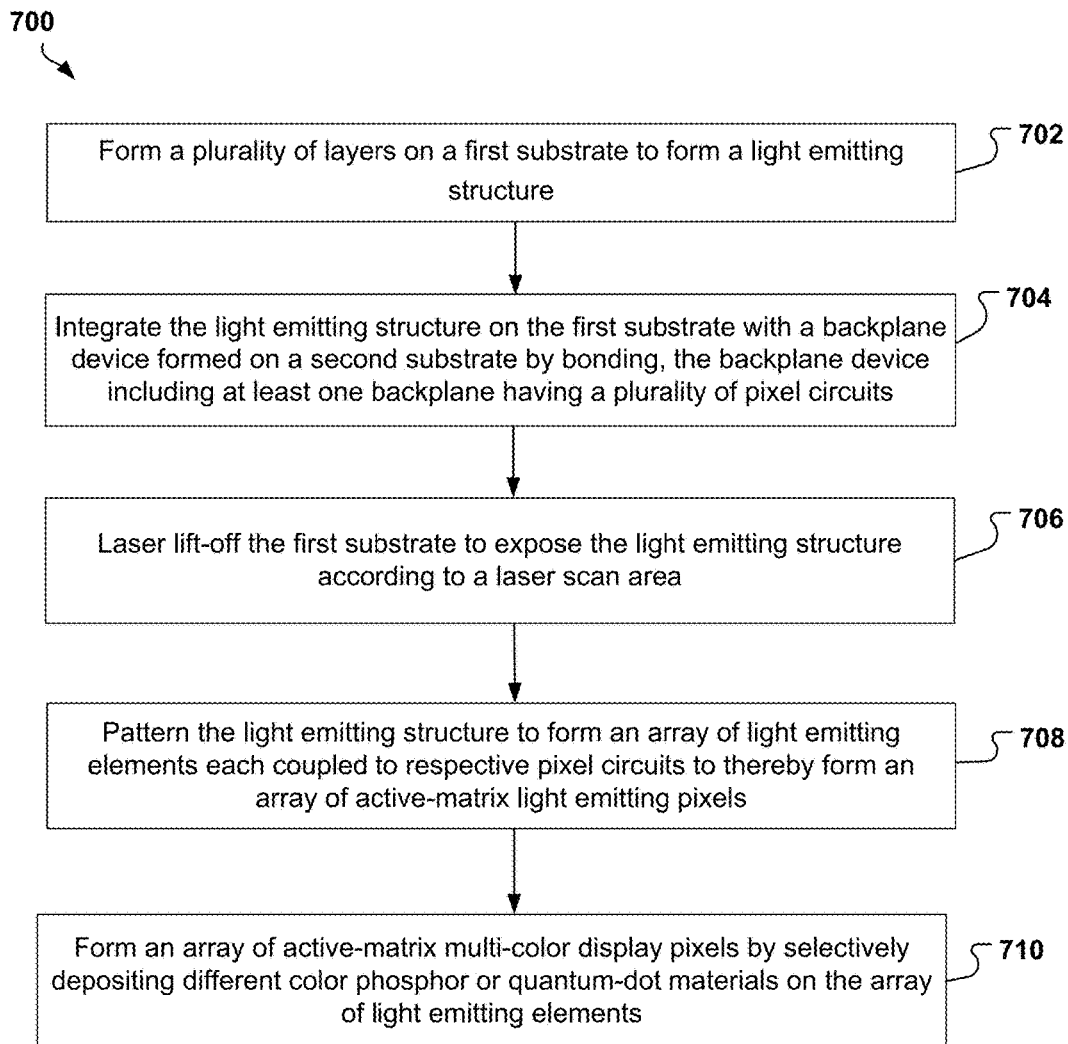 700
Form a plurality of layers on a first substrate to form a light emitting
structure
702
Integrate the light emitting structure on the first substrate with a backplane
device formed on a second substrate by bonding, the backplane device
including at least one backplane having a plurality of pixel circuits
704
Laser lift-off the first substrate to expose the light emitting structure
according to a laser scan area
706
Pattern the light emitting structure to form an array of light emitting
elements each coupled to respective pixel circuits to thereby form an
array of active-matrix light emitting pixels
708
Form an array of active-matrix multi-color display pixels by selectively
depositing different color phosphor or quantum-dot materials on the array
of light emitting elements
710